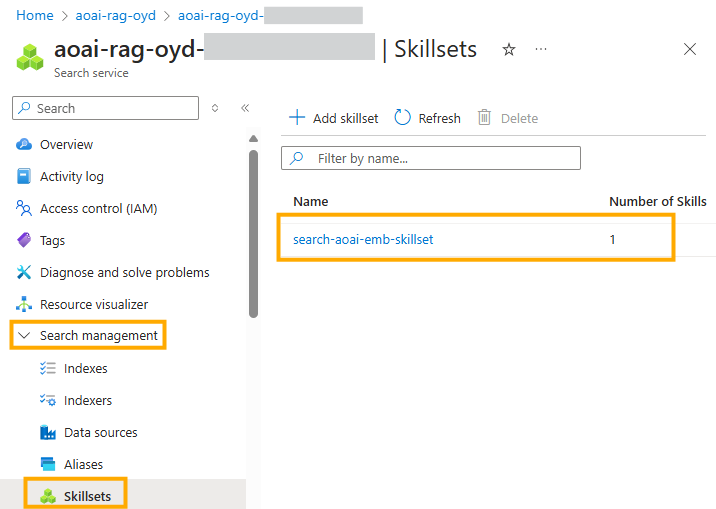 Home > aoai-rag-oyd > aoai-rag-oyd-
aoai-rag-oyd- | Skillsets ☆ ...
Search service
Search
Add skillset Refresh Delete
Overview
Filter by name...
Activity log
Access control (IAM)
Name Number of Skills
Tags
search-aoai-emb-skillset 1
Diagnose and solve problems
Resource visualizer
Search management
Indexes
Indexers
Data sources
Aliases
Skillsets